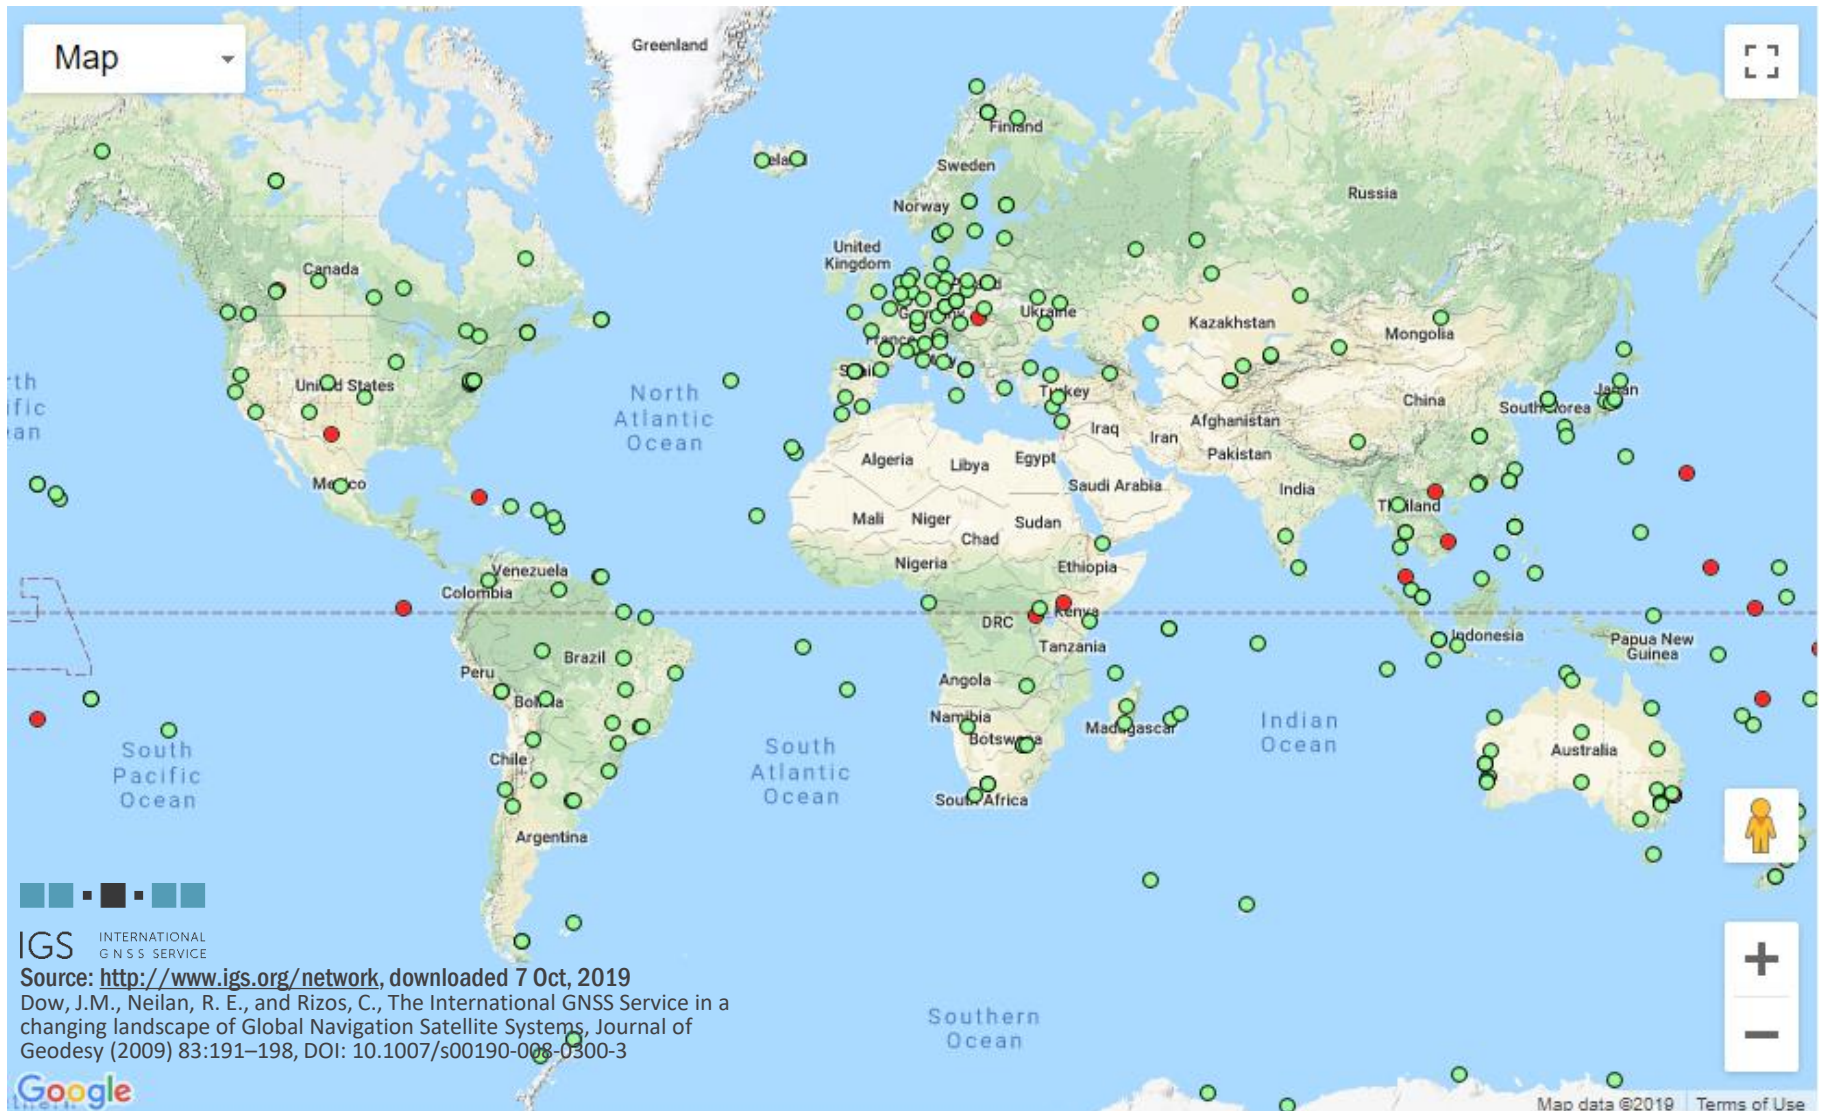 Map
Greenland
Finland
Sweden
Norway
Russia
United
Kingdom
Canada
Ukraine
Kazakhstan
Mongolia
United States
North
Atlantic
Ocean
Turkey
China
Japan
South Korea
Afghanistan
Iraq
Iran
Pakistan
Algeria
Libya
Egypt
Saudi Arabia
India
Mexico
Thailand
Mali
Niger
Sudan
Chad
Nigeria
Ethiopia
Venezuela
Colombia
DRC
Kenya
Indonesia
Papua New
Guinea
Tanzania
Brazil
Peru
Angola
Bolivia
Namibia
Botswana
Madagascar
Indian
Ocean
Australia
South
Pacific
Ocean
Chile
South
Atlantic
Ocean
South Africa
Argentina
IGS
INTERNATIONAL
GNSS SERVICE
Source: http://www.igs.org/network, downloaded 7 Oct, 2019
Dow, J.M., Neilan, R. E., and Rizos, C., The International GNSS Service in a
changing landscape of Global Navigation Satellite Systems, Journal of
Geodesy (2009) 83:191–198, DOI: 10.1007/s00190-008-0300-3
Southern
Ocean
Google
Map data ©2019
Terms of Use